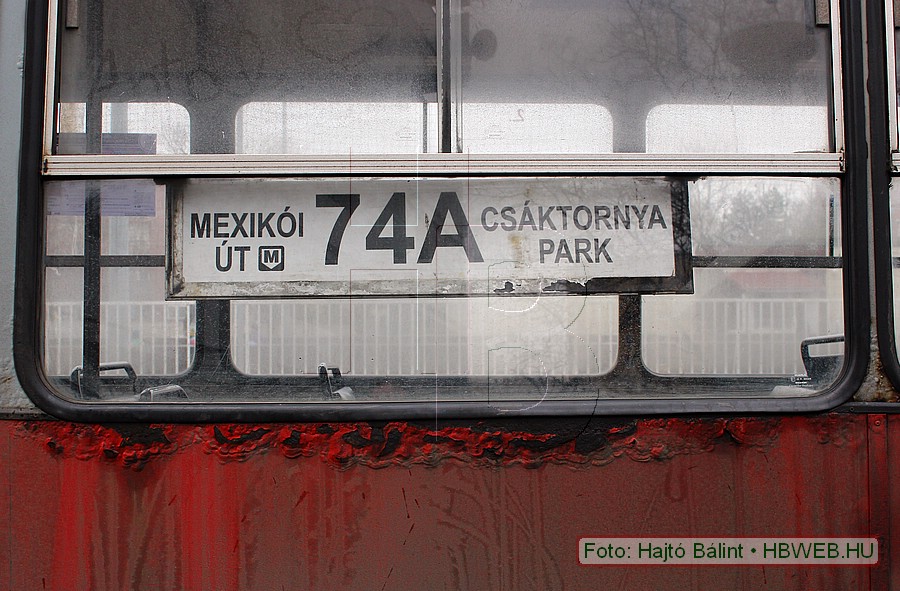 MEXIKÓI
ÚT M
74A
CSÁKTORNYA
PARK
Foto: Hajtó Bálint • HBWEB.HU